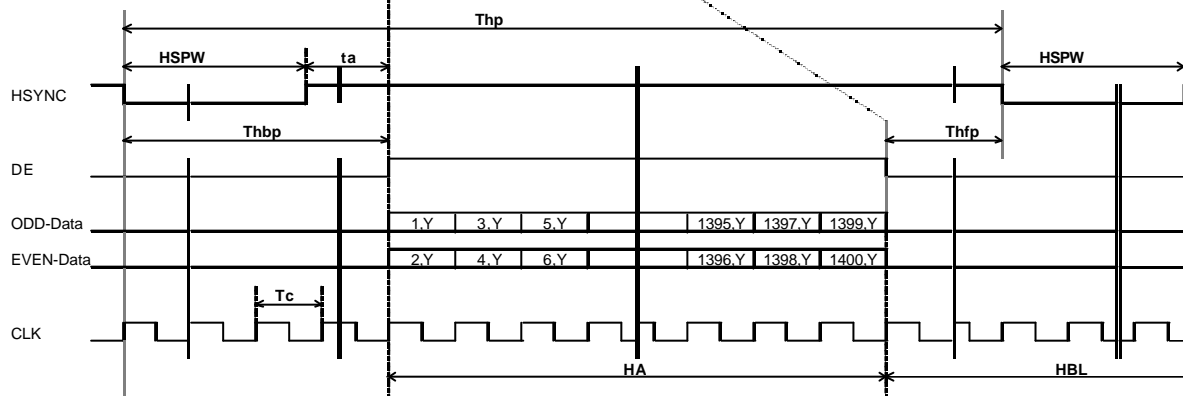 Thp
HSPW ta HSPW
HSYNC
Thbp Thfp
DE
ODD-Data 1,Y 3,Y 5,Y 1395,Y 1397,Y 1399,Y
EVEN-Data 2,Y 4,Y 6,Y 1396,Y 1398,Y 1400,Y
Tc
CLK
HA HBL